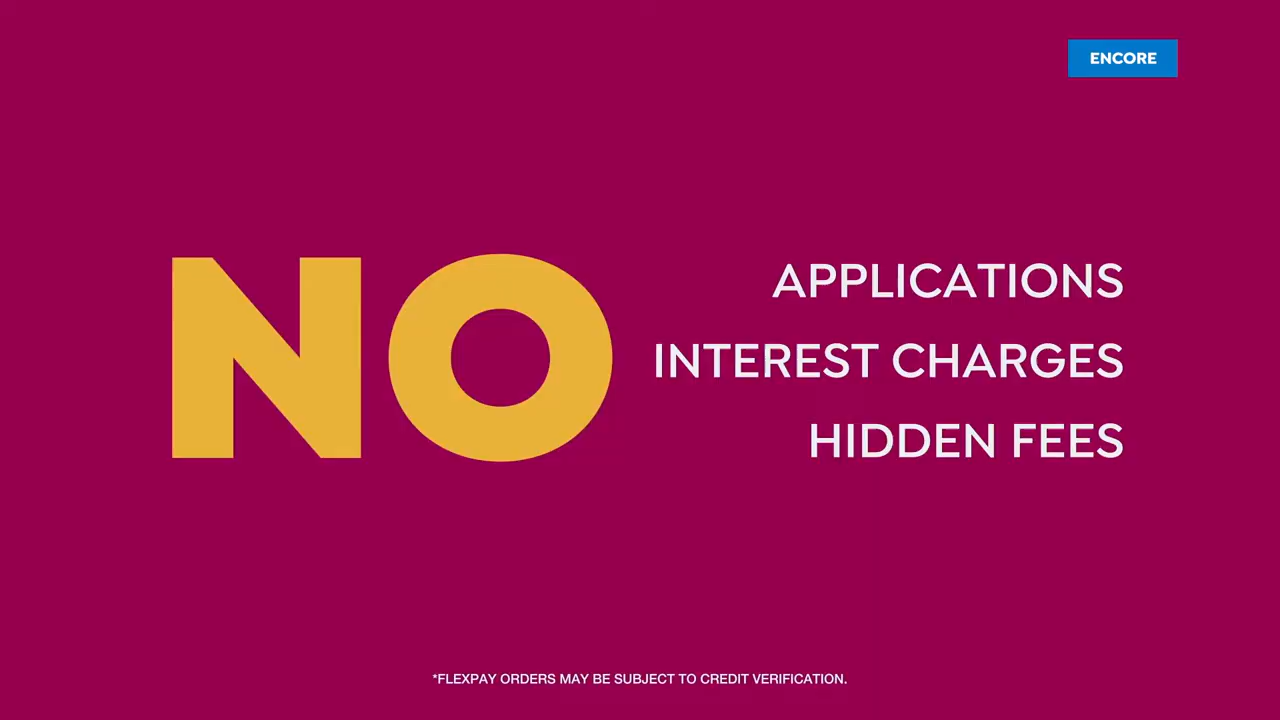 ENCORE
NO
APPLICATIONS
INTEREST CHARGES
HIDDEN FEES
*FLEXPAY ORDERS MAY BE SUBJECT TO CREDIT VERIFICATION.